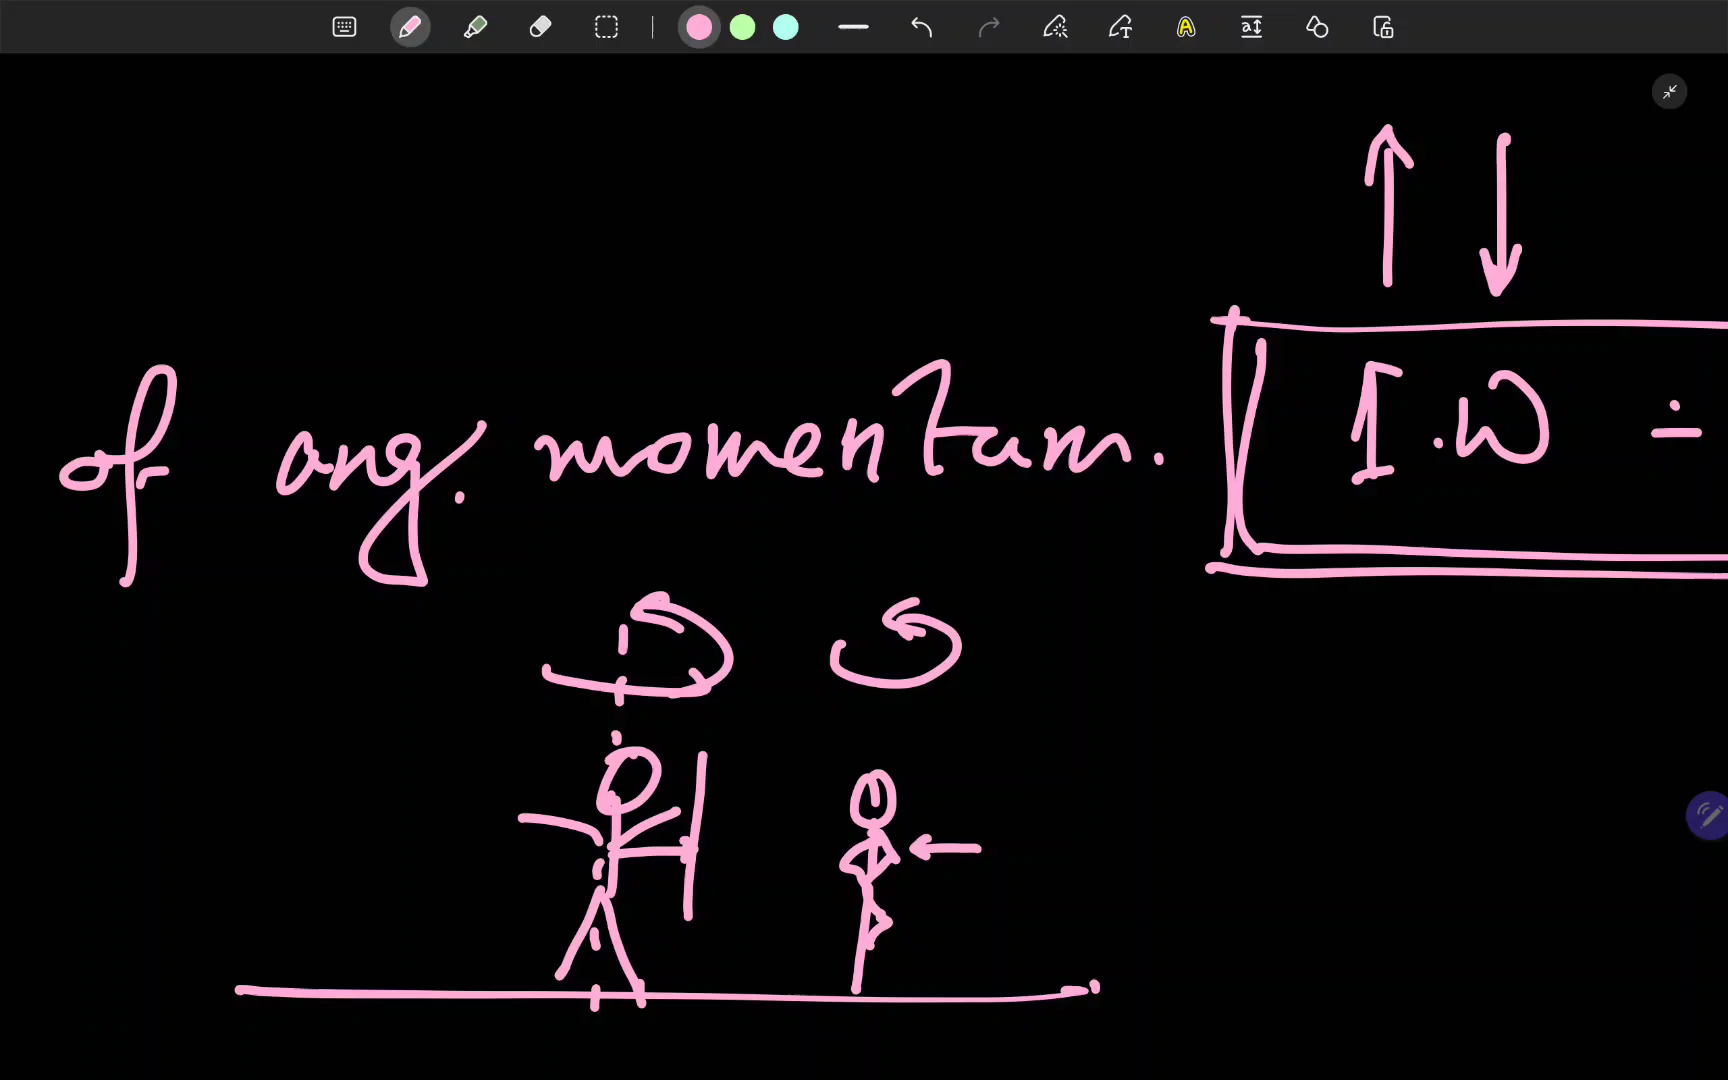 of ang. momentum. I.ω =